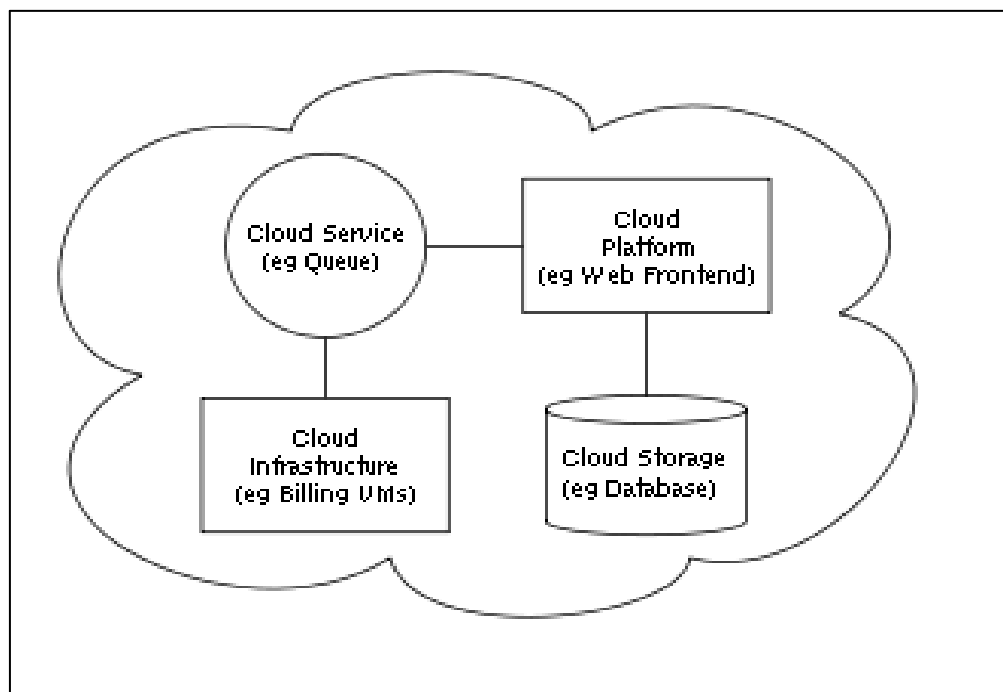 Cloud Service
(eg Queue)
Cloud
Platform
(eg Web Frontend)
Cloud
Infrastructure
(eg Billing VMs)
Cloud Storage
(eg Database)